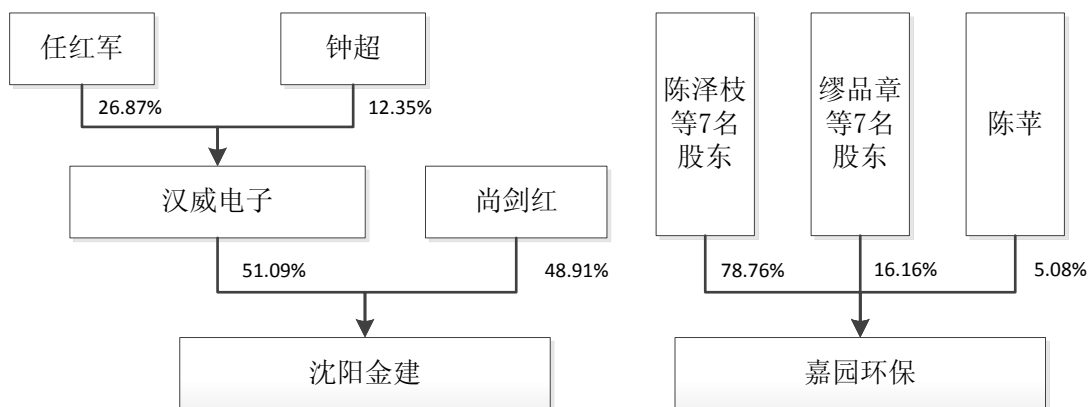 任红军
钟超
26.87%
12.35%
汉威电子
尚剑红
51.09%
48.91%
沈阳金建
陈泽枝
等7名
股东
缪品章
等7名
股东
陈苹
78.76%
16.16%
5.08%
嘉园环保